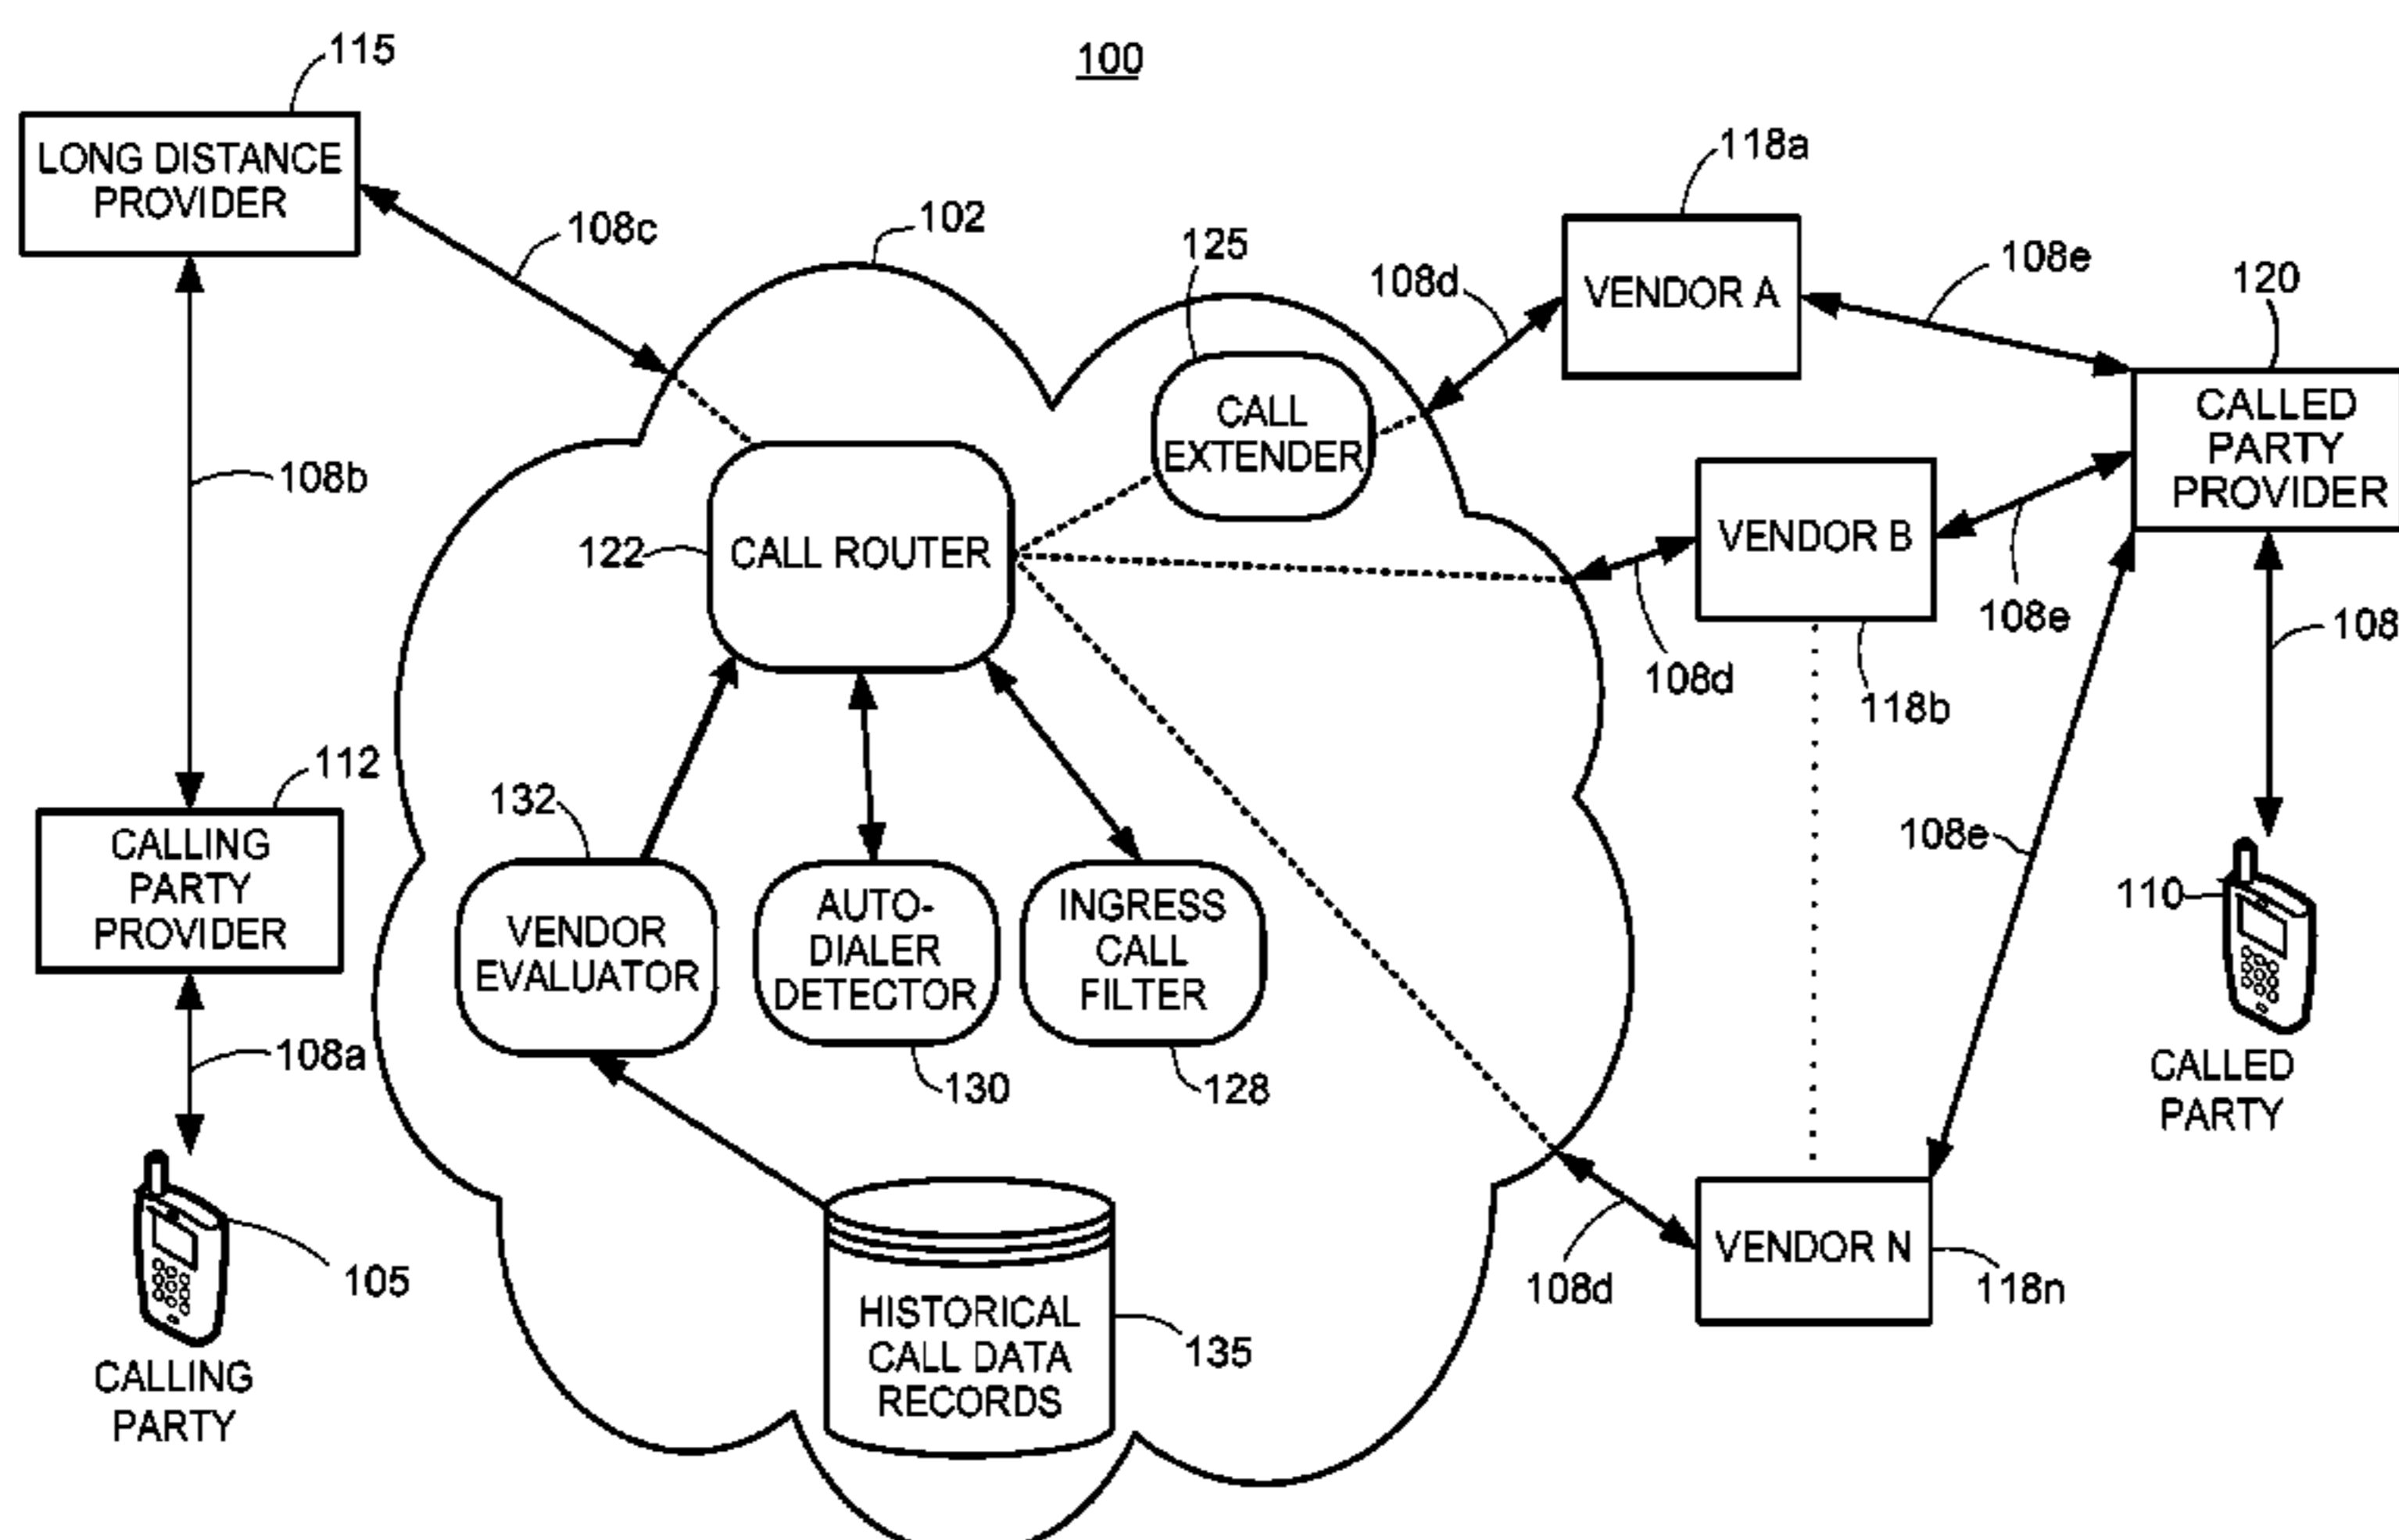 100
115
LONG DISTANCE
PROVIDER
108c
102
125
108d
118a
VENDOR A
108e
120
CALLED
PARTY
PROVIDER
CALL
EXTENDER
108b
122
CALL ROUTER
VENDOR B
108e
108
108d
118b
112
CALLING
PARTY
PROVIDER
132
VENDOR
EVALUATOR
AUTO-
DIALER
DETECTOR
INGRESS
CALL
FILTER
108e
110
108a
130
128
CALLED
PARTY
105
CALLING
PARTY
HISTORICAL
CALL DATA
RECORDS
135
108d
VENDOR N
118n